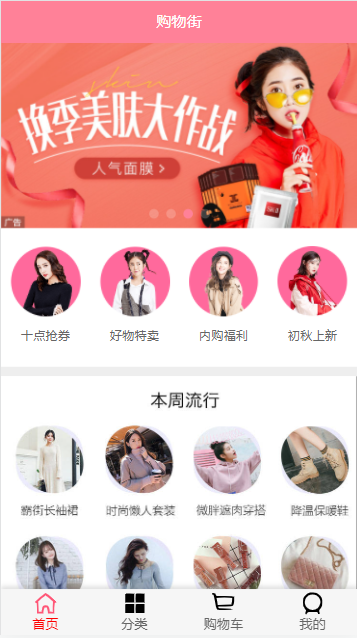 购物街
skin
换季美肤大作战
人气面膜>
广告
十点抢券
好物特卖
内购福利
初秋上新
本周流行
霸街长袖裙
时尚懒人套装
微胖遮肉穿搭
降温保暖鞋
首页
分类
购物车
我的